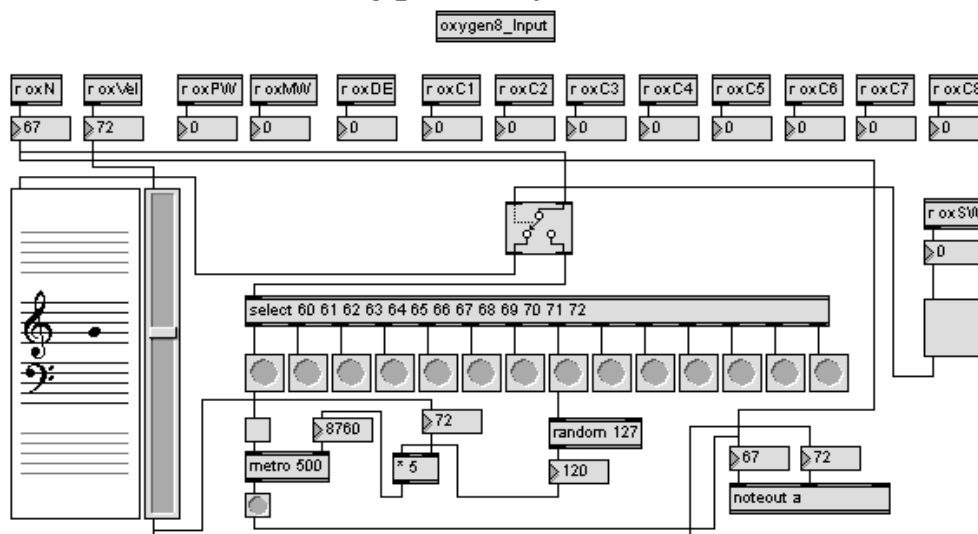 oxygen8_Input
r oxN r oxVel r oxPW r oxMW r oxDE r oxC1 r oxC2 r oxC3 r oxC4 r oxC5 r oxC6 r oxC7 r oxC8
67 72 0 0 0 0 0 0 0 0 0 0 0
r oxSW
0
select 60 61 62 63 64 65 66 67 68 69 70 71 72
8760 72
random 127
metro 500 * 5 120 67 72
noteout a